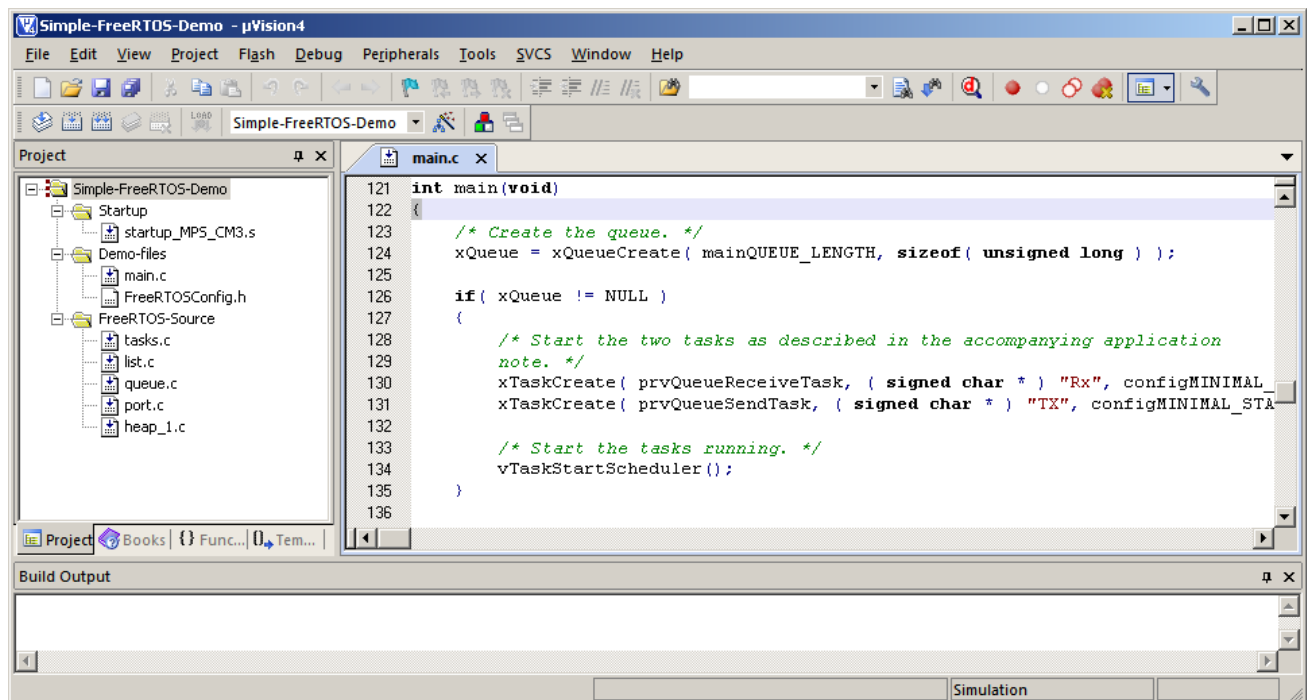 Simple-FreeRTOS-Demo - µVision4
File Edit View Project Flash Debug Peripherals Tools SVCS Window Help
LOAD Simple-FreeRTOS-Demo
Project
Simple-FreeRTOS-Demo
Startup
startup_MPS_CM3.s
Demo-files
main.c
FreeRTOSConfig.h
FreeRTOS-Source
tasks.c
list.c
queue.c
port.c
heap_1.c
Project Books {} Func... 0 Tem...
main.c
121 int main(void)
122 {
123 /* Create the queue. */
124 xQueue = xQueueCreate( mainQUEUE_LENGTH, sizeof( unsigned long ) );
125
126 if( xQueue != NULL )
127 {
128 /* Start the two tasks as described in the accompanying application
129 note. */
130 xTaskCreate( prvQueueReceiveTask, ( signed char * ) "Rx", configMINIMAL_
131 xTaskCreate( prvQueueSendTask, ( signed char * ) "TX", configMINIMAL_STA
132
133 /* Start the tasks running. */
134 vTaskStartScheduler();
135 }
136
Build Output
Simulation